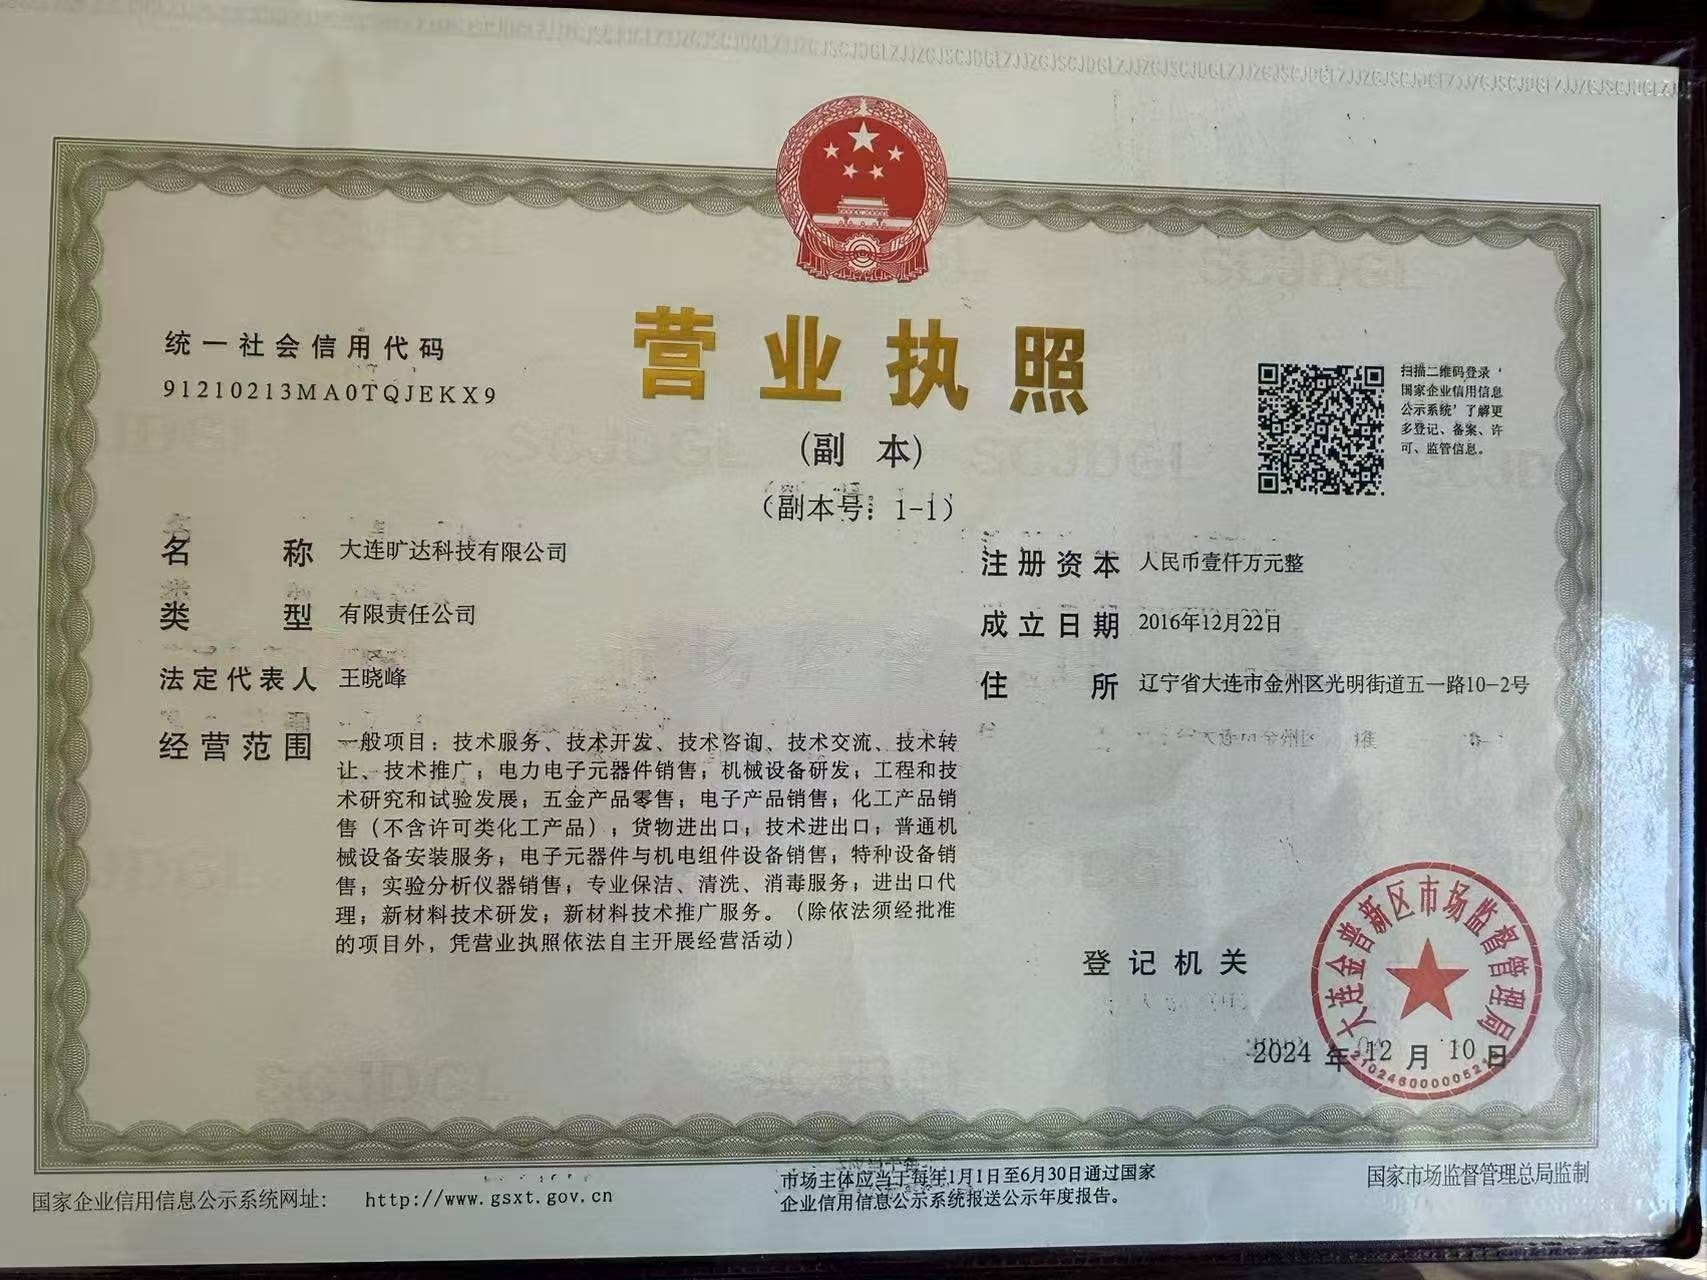 统一社会信用代码
91210213MA0TQJEKX9
营业执照
(副 本)
(副本号：1-1)
扫描二维码登录‘
国家企业信用信息
公示系统’了解更
多登记、备案、许
可、监管信息。
名 称 大连旷达科技有限公司
类 型 有限责任公司
法定代表人 王晓峰
经营范围 一般项目：技术服务、技术开发、技术咨询、技术交流、技术转
让、技术推广；电力电子元器件销售；机械设备研发；工程和技
术研究和试验发展；五金产品零售；电子产品销售；化工产品销
售（不含许可类化工产品）；货物进出口；技术进出口；普通机
械设备安装服务；电子元器件与机电组件设备销售；特种设备销
售；实验分析仪器销售；专业保洁、清洗、消毒服务；进出口代
理；新材料技术研发；新材料技术推广服务。（除依法须经批准
的项目外，凭营业执照依法自主开展经营活动）
注册资本 人民币壹仟万元整
成立日期 2016年12月22日
住 所 辽宁省大连市金州区光明街道五一路10-2号
登记机关
大连金普新区市场监督管理局
2024 年 12 月 10 日
国家企业信用信息公示系统网址： http://www.gsxt.gov.cn
市场主体应当于每年1月1日至6月30日通过国家
企业信用信息公示系统报送公示年度报告。
国家市场监督管理总局监制